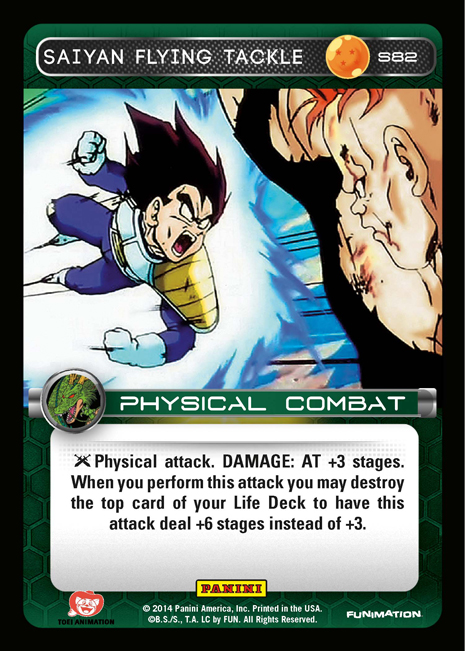 SAIYAN FLYING TACKLE S82
PHYSICAL COMBAT
Physical attack. DAMAGE: AT +3 stages.
When you perform this attack you may destroy
the top card of your Life Deck to have this
attack deal +6 stages instead of +3.
PANINI
TOEI ANIMATION
© 2014 Panini America, Inc. Printed in the USA.
©B.S./S., T.A. LC by FUN. All Rights Reserved.
FUNIMATION